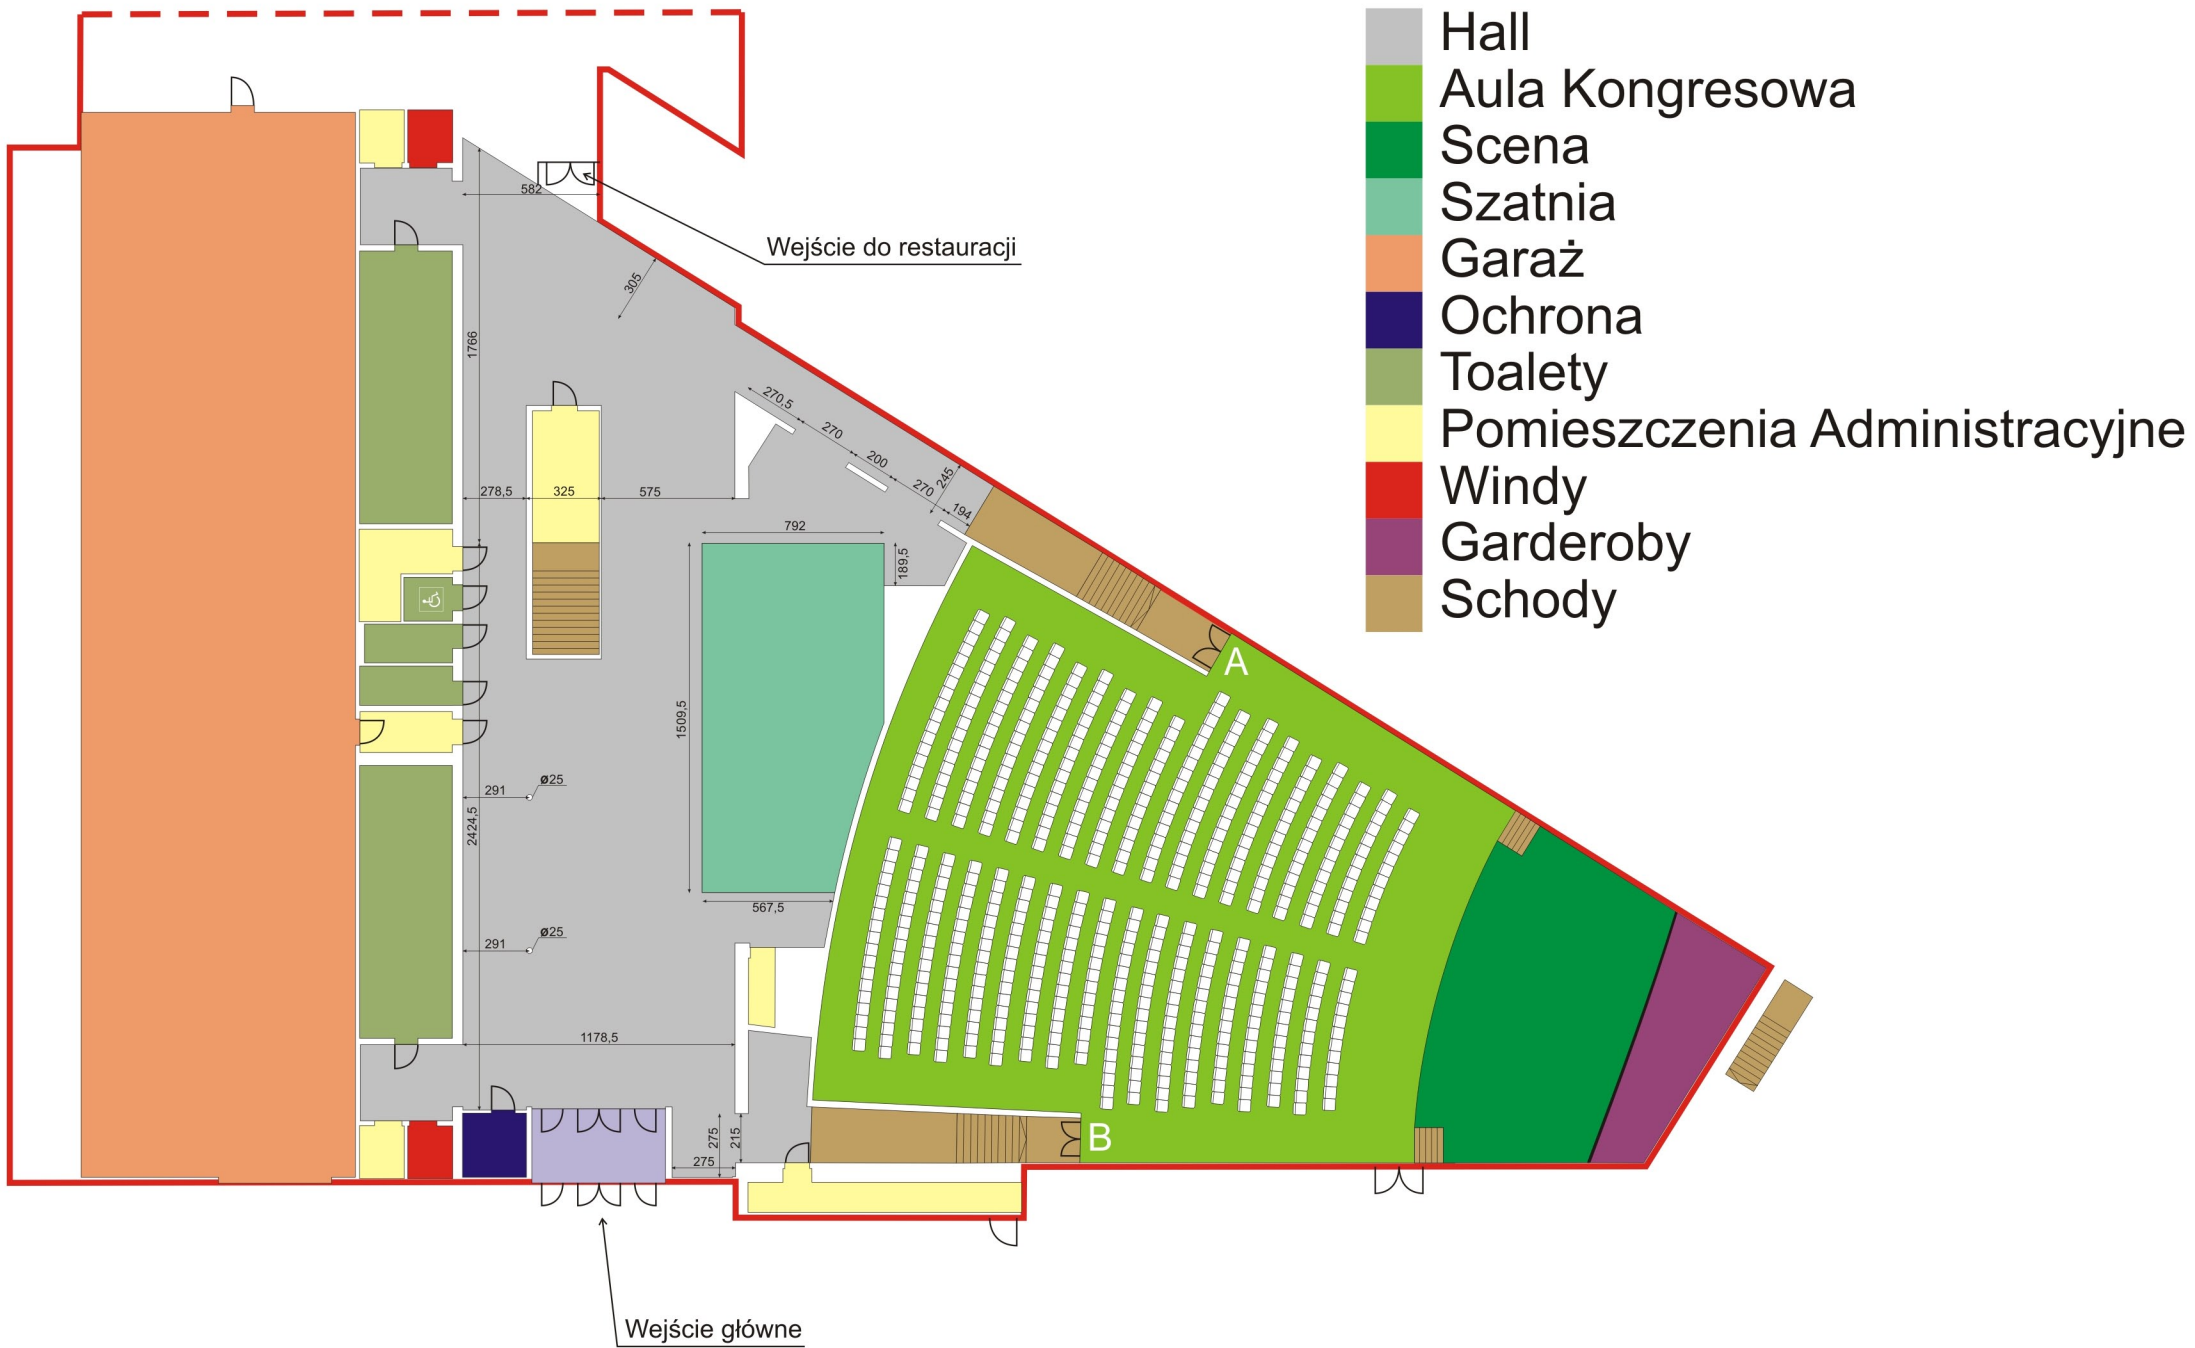 Hall
Aula Kongresowa
Scena
Szatnia
Garaż
Ochrona
Toalety
Pomieszczenia Administracyjne
Windy
Garderoby
Schody
582
Wejście do restauracji
305
1766
270,5
270
200
270
245
194
278,5
325
575
792
189,5
A
1509,5
ø25
291
2424,5
567,5
ø25
291
1178,5
275
215
B
275
Wejście główne